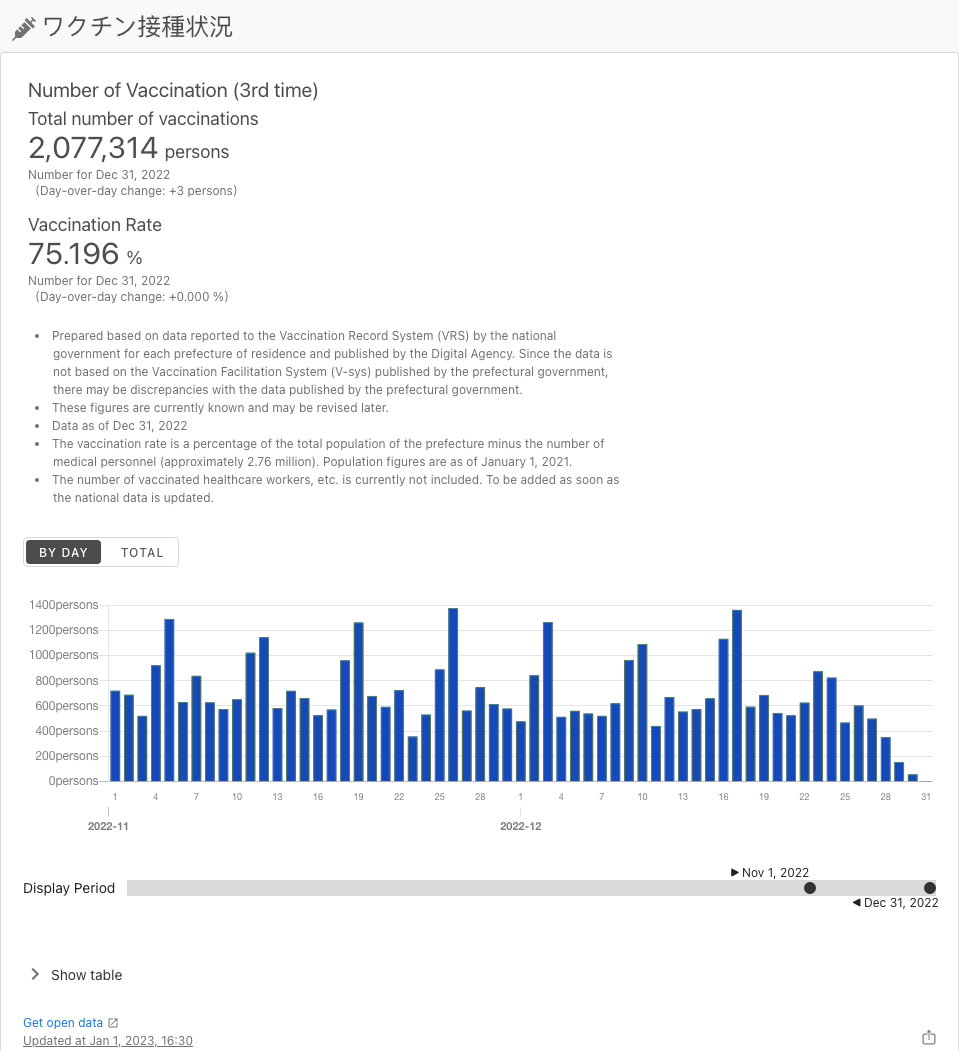 ワクチン接種状況
Number of Vaccination (3rd time)
Total number of vaccinations
2,077,314 persons
Number for Dec 31, 2022
(Day-over-day change: +3 persons)
Vaccination Rate
75.196 %
Number for Dec 31, 2022
(Day-over-day change: +0.000 %)
• Prepared based on data reported to the Vaccination Record System (VRS) by the national
government for each prefecture of residence and published by the Digital Agency. Since the data is
not based on the Vaccination Facilitation System (V-sys) published by the prefectural government,
there may be discrepancies with the data published by the prefectural government.
• These figures are currently known and may be revised later.
• Data as of Dec 31, 2022
• The vaccination rate is a percentage of the total population of the prefecture minus the number of
medical personnel (approximately 2.76 million). Population figures are as of January 1, 2021.
• The number of vaccinated healthcare workers, etc. is currently not included. To be added as soon as
the national data is updated.
BY DAY TOTAL
1400persons
1200persons
1000persons
800persons
600persons
400persons
200persons
0persons
1 4 7 10 13 16 19 22 25 28 1 4 7 10 13 16 19 22 25 28 31
2022-11 2022-12
Nov 1, 2022
Display Period
Dec 31, 2022
Show table
Get open data
Updated at Jan 1, 2023, 16:30